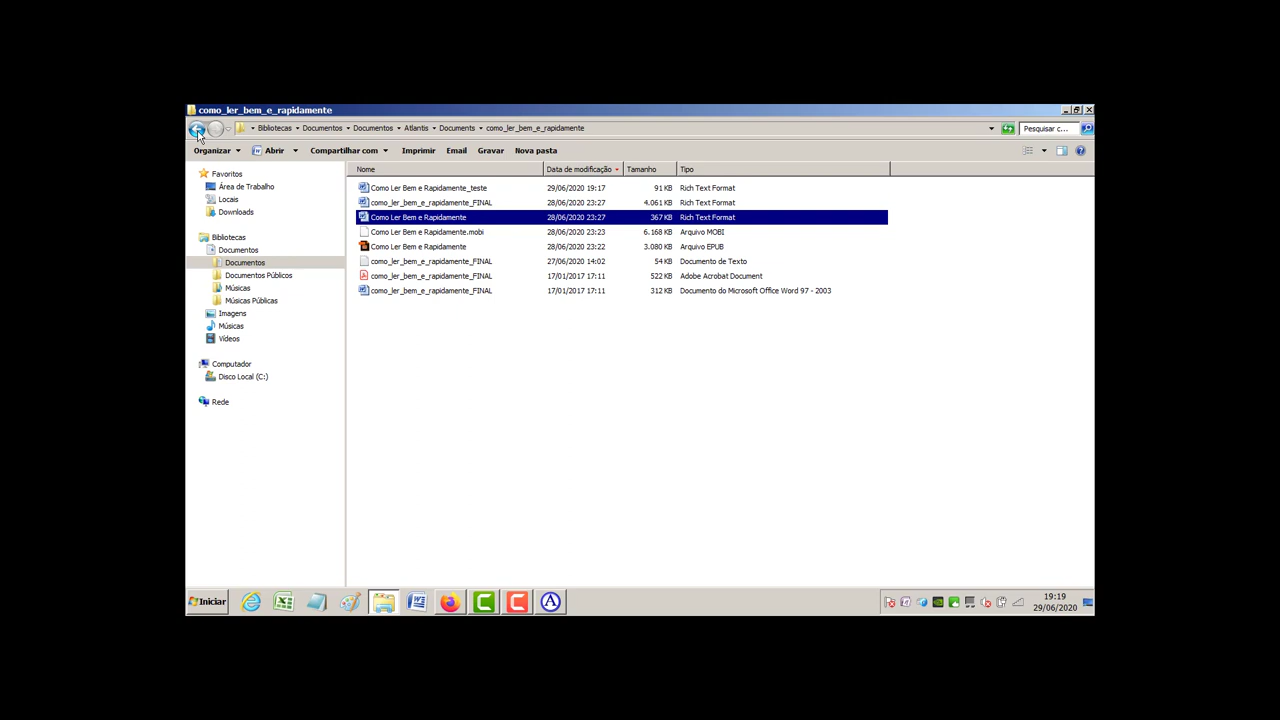 como_ler_bem_e_rapidamente
Bibliotecas Documentos Documentos Atlantis Documents como_ler_bem_e_rapidamente Pesquisar c...
Organizar Abrir Compartilhar com Imprimir Email Gravar Nova pasta
Favoritos
Área de Trabalho
Locais
Downloads
Bibliotecas
Documentos
Documentos
Documentos Públicos
Músicas
Músicas Públicas
Imagens
Músicas
Vídeos
Computador
Disco Local (C:)
Rede
Nome Data de modificação Tamanho Tipo
Como Ler Bem e Rapidamente_teste 29/06/2020 19:17 91 KB Rich Text Format
como_ler_bem_e_rapidamente_FINAL 28/06/2020 23:27 4.061 KB Rich Text Format
Como Ler Bem e Rapidamente 28/06/2020 23:27 367 KB Rich Text Format
Como Ler Bem e Rapidamente.mobi 28/06/2020 23:23 6.168 KB Arquivo MOBI
Como Ler Bem e Rapidamente 28/06/2020 23:22 3.080 KB Arquivo EPUB
como_ler_bem_e_rapidamente_FINAL 27/06/2020 14:02 54 KB Documento de Texto
como_ler_bem_e_rapidamente_FINAL 17/01/2017 17:11 522 KB Adobe Acrobat Document
como_ler_bem_e_rapidamente_FINAL 17/01/2017 17:11 312 KB Documento do Microsoft Office Word 97 - 2003
Iniciar
19:19
29/06/2020